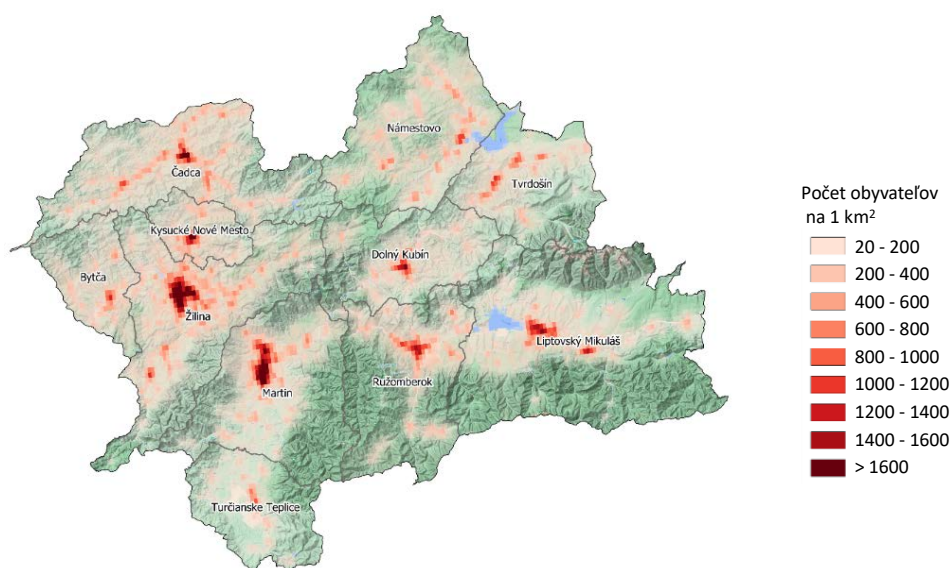 Námestovo
Čadca
Tvrdošín
Kysucké Nové Mesto
Dolný Kubín
Bytča
Žilina
Liptovský Mikuláš
Martin
Ružomberok
Turčianske Teplice
Počet obyvateľov
na 1 km²
20 - 200
200 - 400
400 - 600
600 - 800
800 - 1000
1000 - 1200
1200 - 1400
1400 - 1600
> 1600